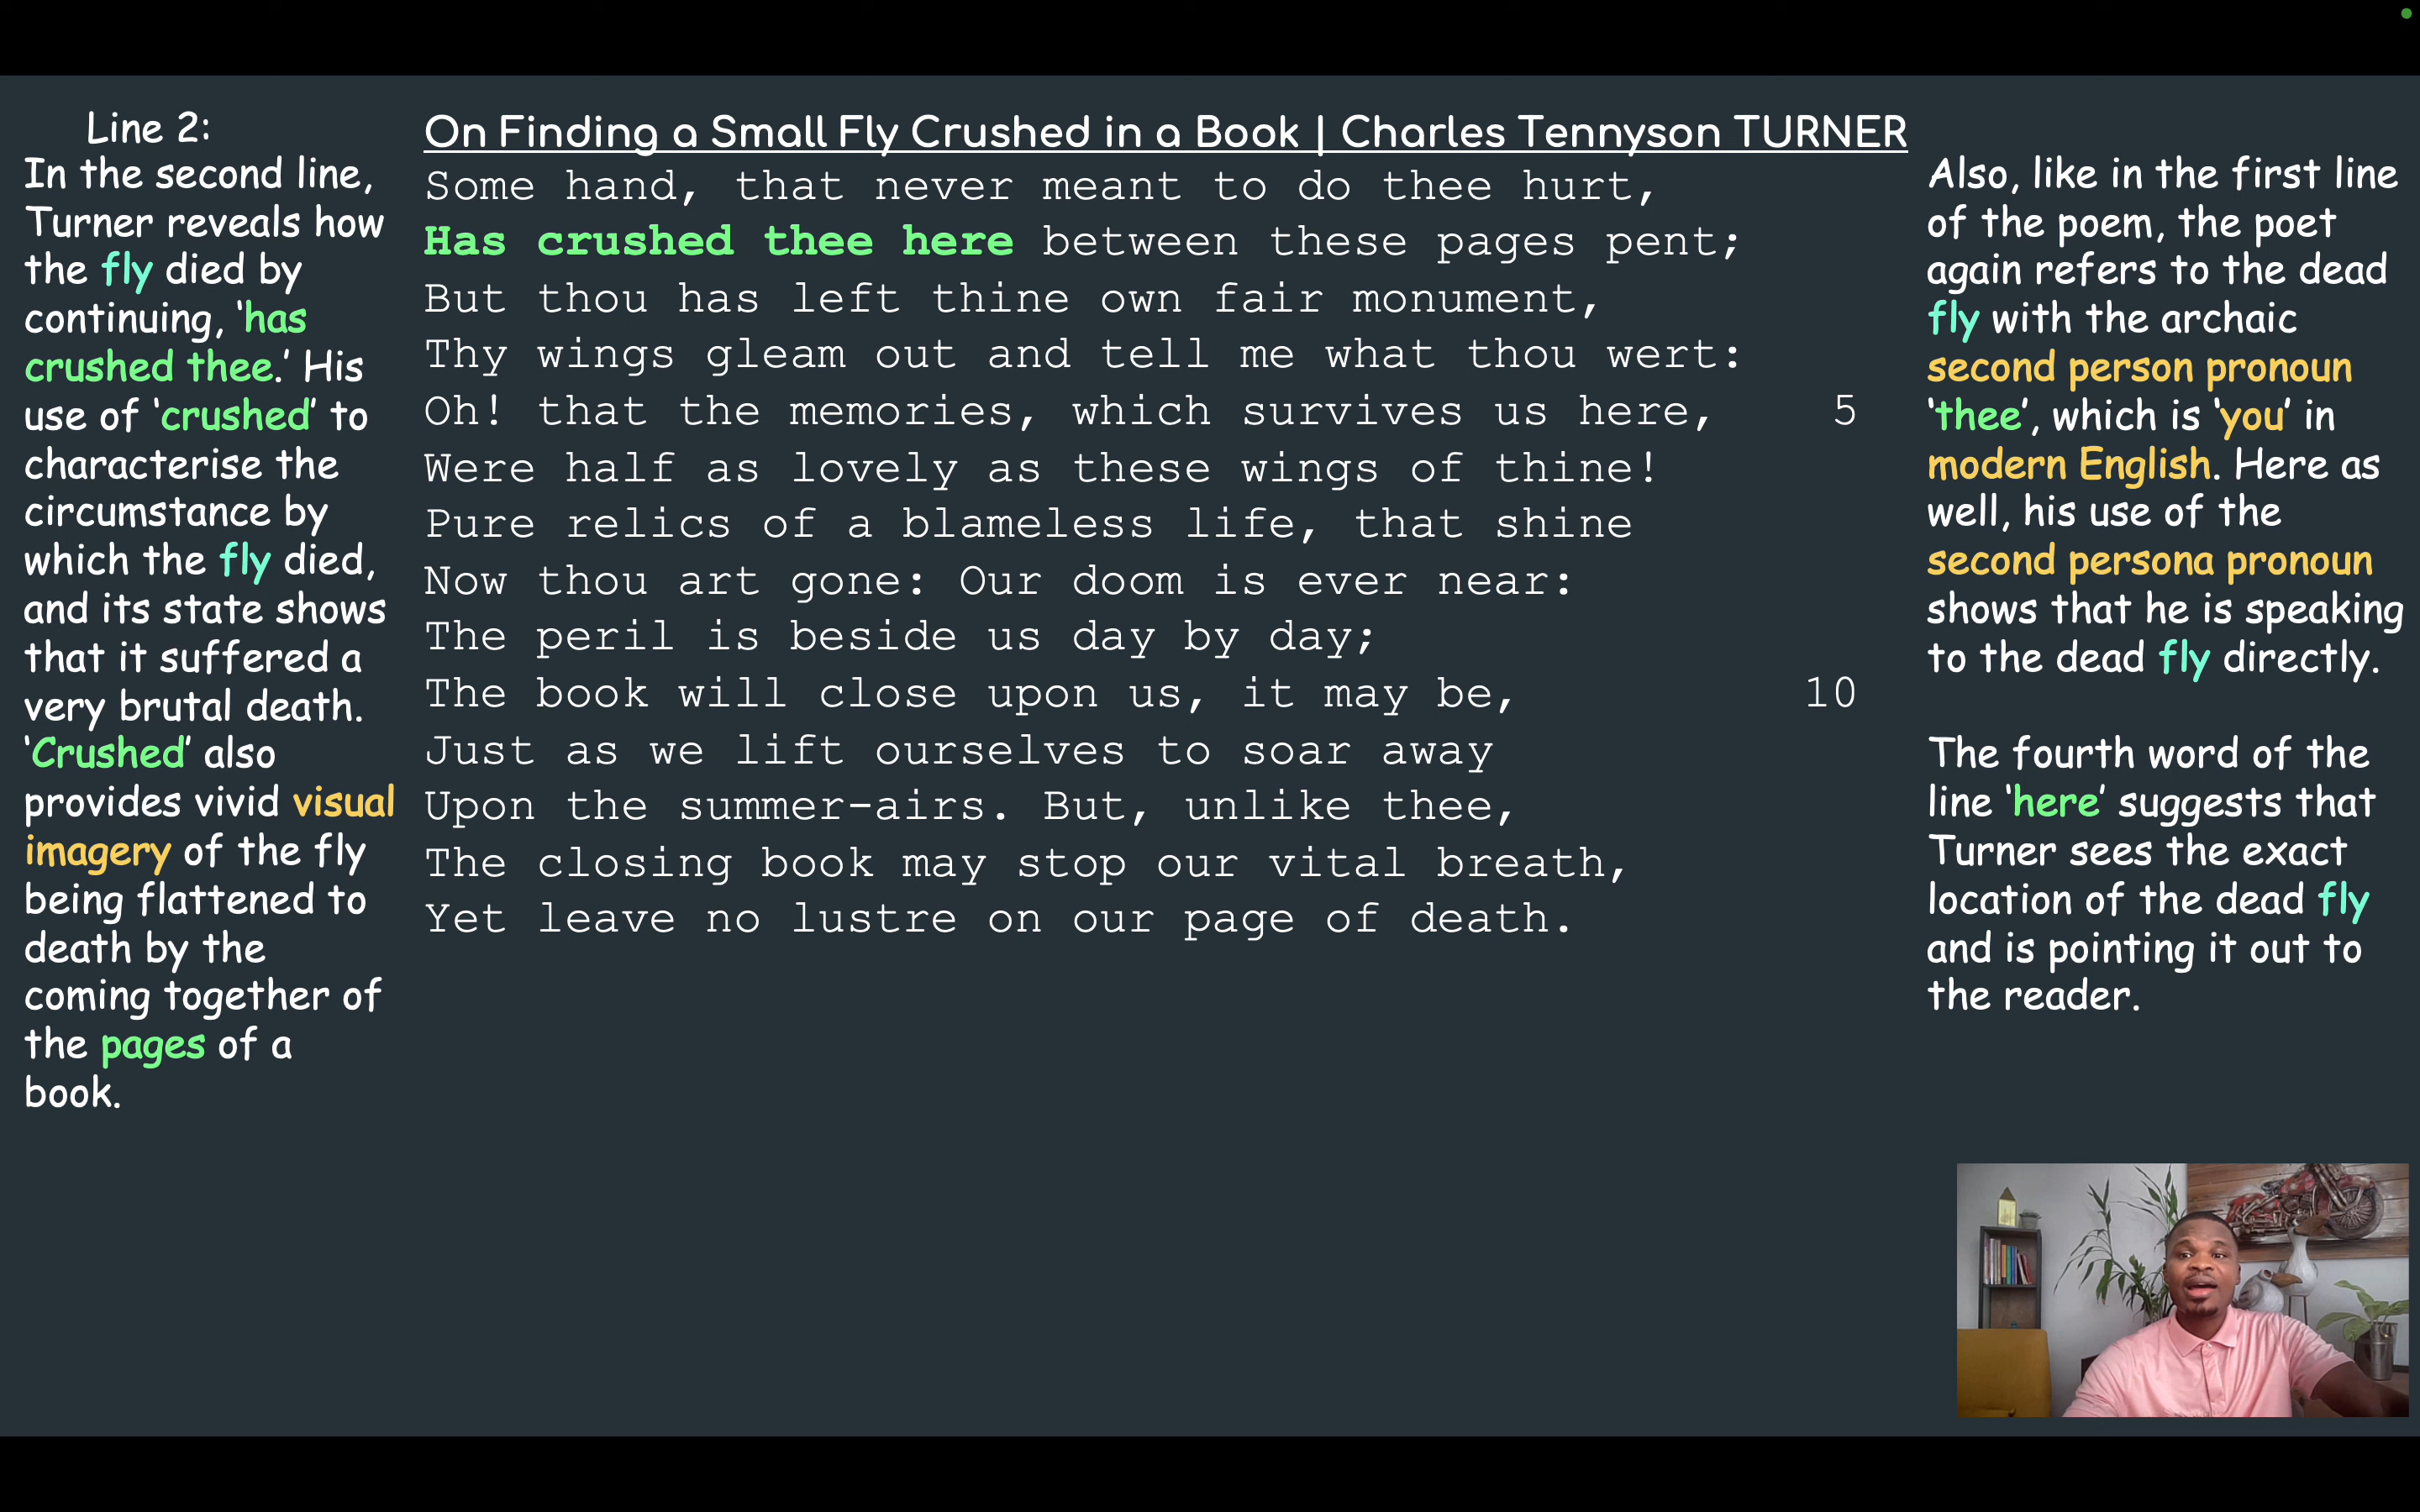 Line 2:
In the second line,
Turner reveals how
the fly died by
continuing, ‘has
crushed thee.’ His
use of ‘crushed’ to
characterise the
circumstance by
which the fly died,
and its state shows
that it suffered a
very brutal death.
‘Crushed’ also
provides vivid visual
imagery of the fly
being flattened to
death by the
coming together of
the pages of a
book.
On Finding a Small Fly Crushed in a Book | Charles Tennyson TURNER
Some hand, that never meant to do thee hurt,
Has crushed thee here between these pages pent;
But thou has left thine own fair monument,
Thy wings gleam out and tell me what thou wert:
Oh! that the memories, which survives us here, 5
Were half as lovely as these wings of thine!
Pure relics of a blameless life, that shine
Now thou art gone: Our doom is ever near:
The peril is beside us day by day;
The book will close upon us, it may be, 10
Just as we lift ourselves to soar away
Upon the summer-airs. But, unlike thee,
The closing book may stop our vital breath,
Yet leave no lustre on our page of death.
Also, like in the first line
of the poem, the poet
again refers to the dead
fly with the archaic
second person pronoun
‘thee’, which is ‘you’ in
modern English. Here as
well, his use of the
second persona pronoun
shows that he is speaking
to the dead fly directly.
The fourth word of the
line ‘here’ suggests that
Turner sees the exact
location of the dead fly
and is pointing it out to
the reader.